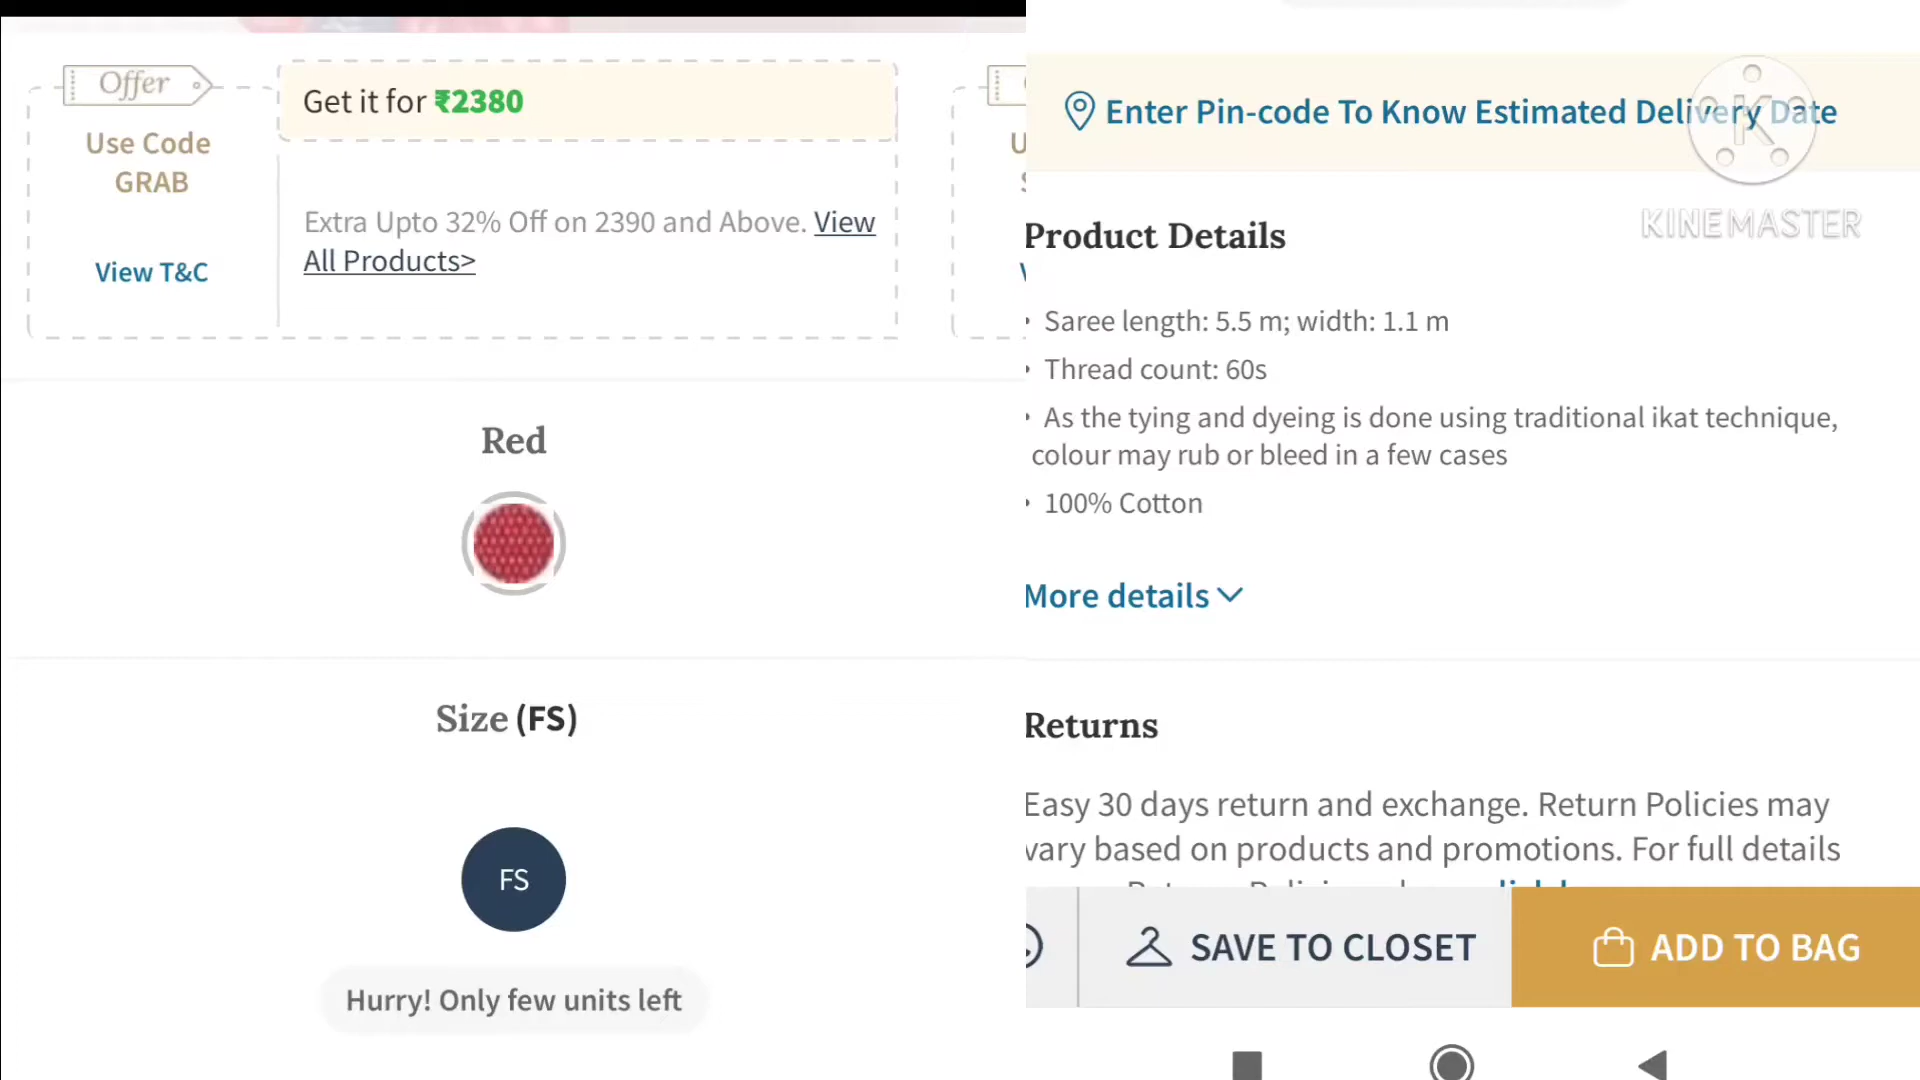 Offer
Get it for ₹2380
Use Code
GRAB
Extra Upto 32% Off on 2390 and Above. View
All Products>
View T&C
Red
Size (FS)
FS
Hurry! Only few units left
Enter Pin-code To Know Estimated Delivery Date
KINEMASTER
Product Details
• Saree length: 5.5 m; width: 1.1 m
• Thread count: 60s
• As the tying and dyeing is done using traditional ikat technique,
colour may rub or bleed in a few cases
• 100% Cotton
More details
Returns
Easy 30 days return and exchange. Return Policies may
vary based on products and promotions. For full details
SAVE TO CLOSET
ADD TO BAG